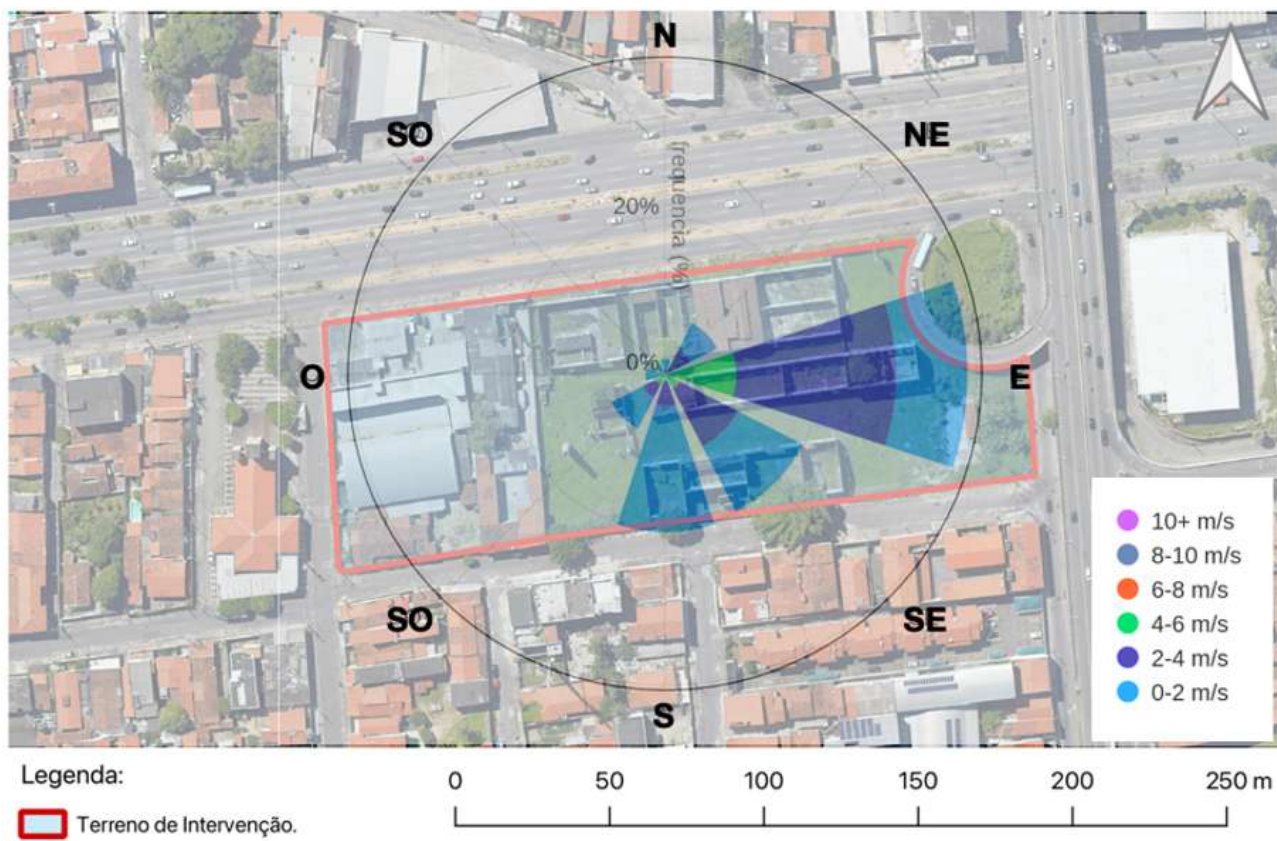 N
SO
NE
frequencia (%)
20%
0%
O
E
SO
SE
S
10+ m/s
8-10 m/s
6-8 m/s
4-6 m/s
2-4 m/s
0-2 m/s
Legenda:
Terreno de Intervenção.
0 50 100 150 200 250 m